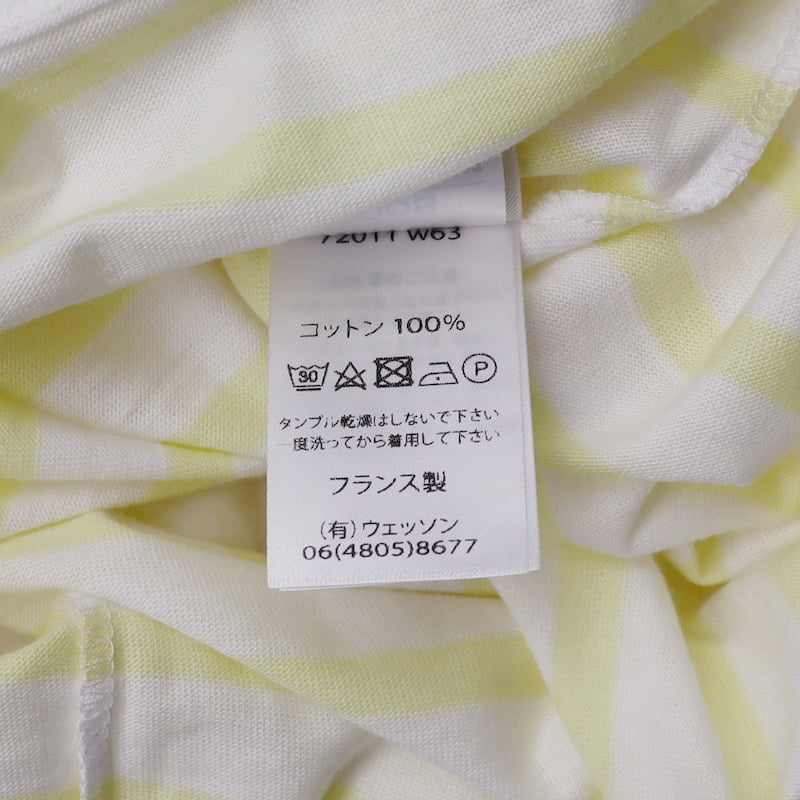 72011 W63
コットン 100%
30 P
タンブル乾燥はしないで下さい
一度洗ってから着用して下さい
フランス製
(有)ウェッソン
06(4805)8677